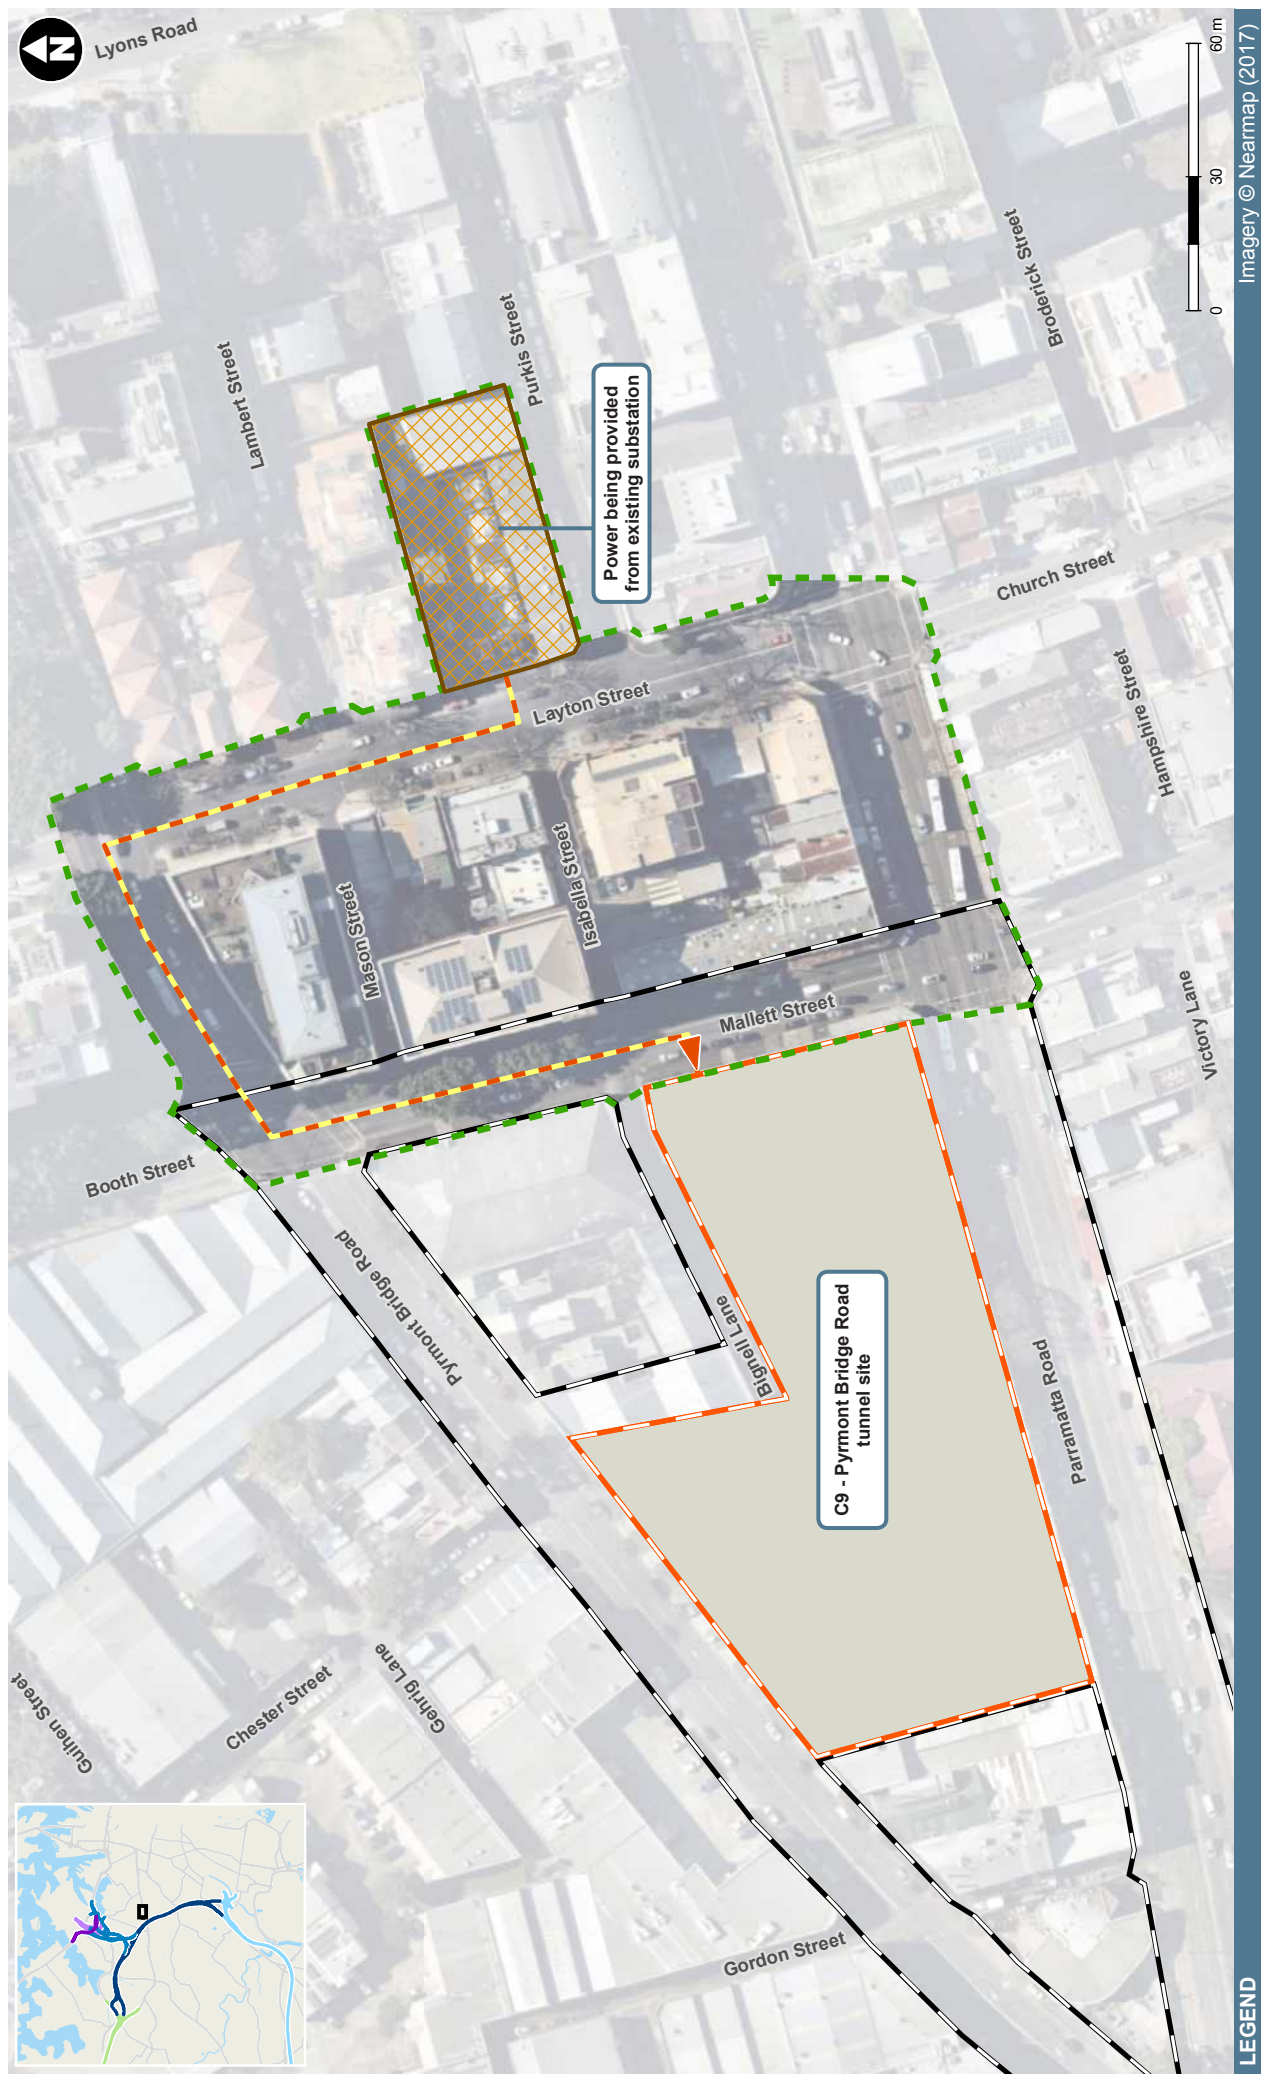 N
Lyons Road
Lambert Street
Purkis Street
Power being provided
from existing substation
Broderick Street
0
30
60 m
Church Street
Layton Street
Hampshire Street
Mason Street
Isabella Street
Mallett Street
Victory Lane
Booth Street
Pyrmont Bridge Road
Bignell Lane
C9 - Pyrmont Bridge Road
tunnel site
Parramatta Road
Guihen Street
Chester Street
Gehrig Lane
Gordon Street
LEGEND
Imagery © Nearmap (2017)